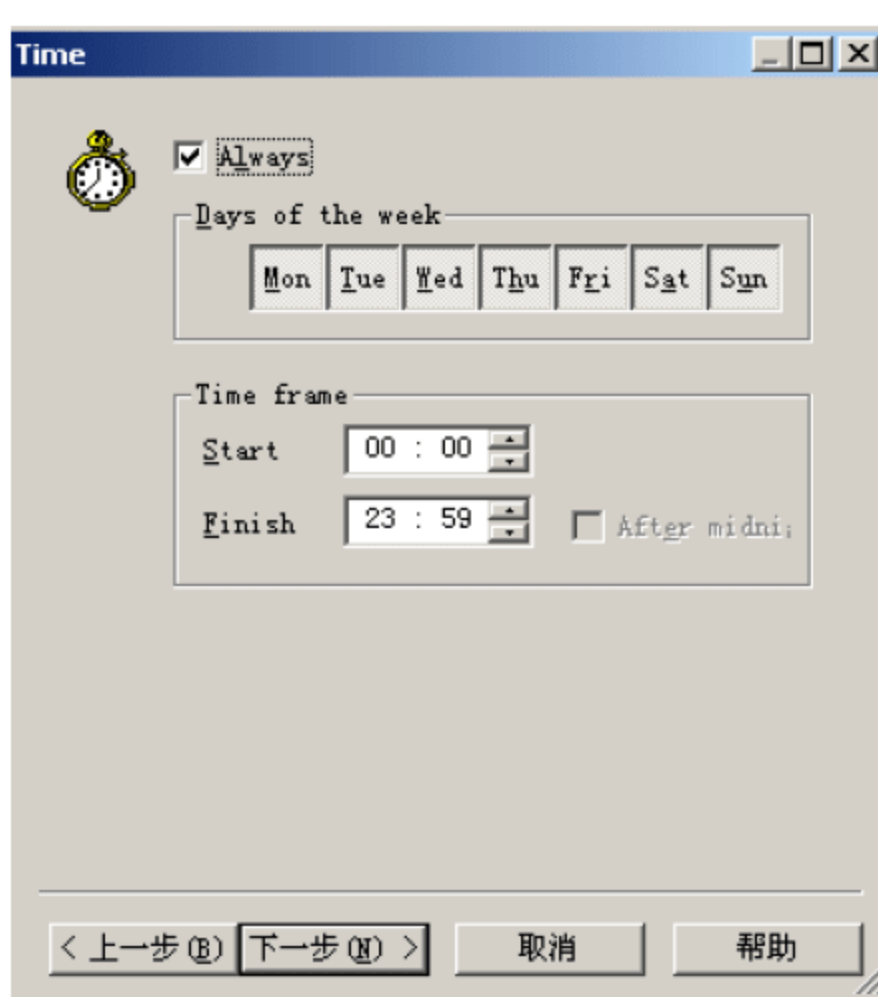 Time
Always
Days of the week
Mon Tue Wed Thu Fri Sat Sun
Time frame
Start 00 : 00
Finish 23 : 59 After
< 上一步(B) 下一步(N) > 取消 帮助